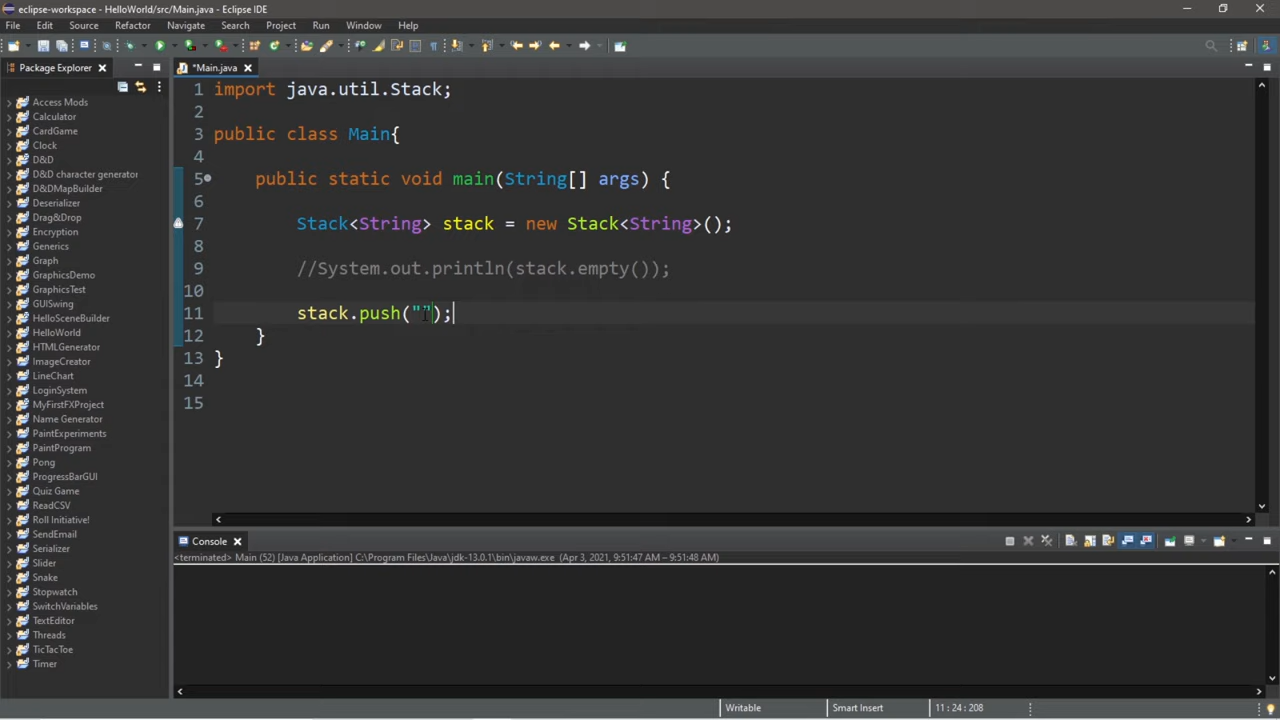 eclipse-workspace - HelloWorld/src/Main.java - Eclipse IDE
File Edit Source Refactor Navigate Search Project Run Window Help
Package Explorer
*Main.java
Access Mods
Calculator
CardGame
Clock
D&D
D&D character generator
D&DMapBuilder
Deserializer
Drag&Drop
Encryption
Generics
Graph
GraphicsDemo
GraphicsTest
GUISwing
HelloSceneBuilder
HelloWorld
HTMLGenerator
ImageCreator
LineChart
LoginSystem
MyFirstFXProject
Name Generator
PaintExperiments
PaintProgram
Pong
ProgressBarGUI
Quiz Game
ReadCSV
Roll Initiative!
SendEmail
Serializer
Slider
Snake
Stopwatch
SwitchVariables
TextEditor
Threads
TicTacToe
Timer
1 import java.util.Stack;
2
3 public class Main{
4
5 public static void main(String[] args) {
6
7 Stack<String> stack = new Stack<String>();
8
9 //System.out.println(stack.empty());
10
11 stack.push("");
12 }
13 }
14
15
Console
<terminated> Main (52) [Java Application] C:\Program Files\Java\jdk-13.0.1\bin\javaw.exe (Apr 3, 2021, 9:51:47 AM – 9:51:48 AM)
Writable Smart Insert 11 : 24 : 208